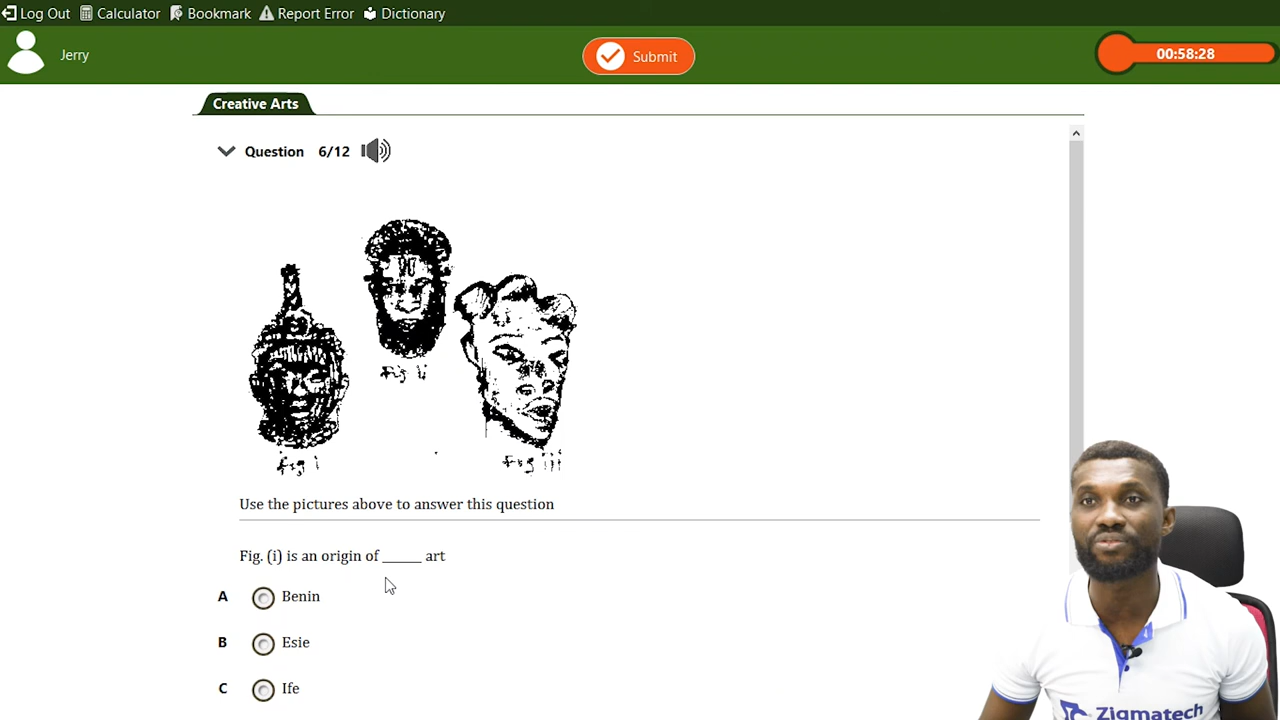 Log Out Calculator Bookmark Report Error Dictionary
Jerry
Submit
00:58:28
Creative Arts
Question 6/12
Fig ii
Fig i
Fig iii
Use the pictures above to answer this question
Fig. (i) is an origin of ______ art
A Benin
B Esie
C Ife
Zigmatech